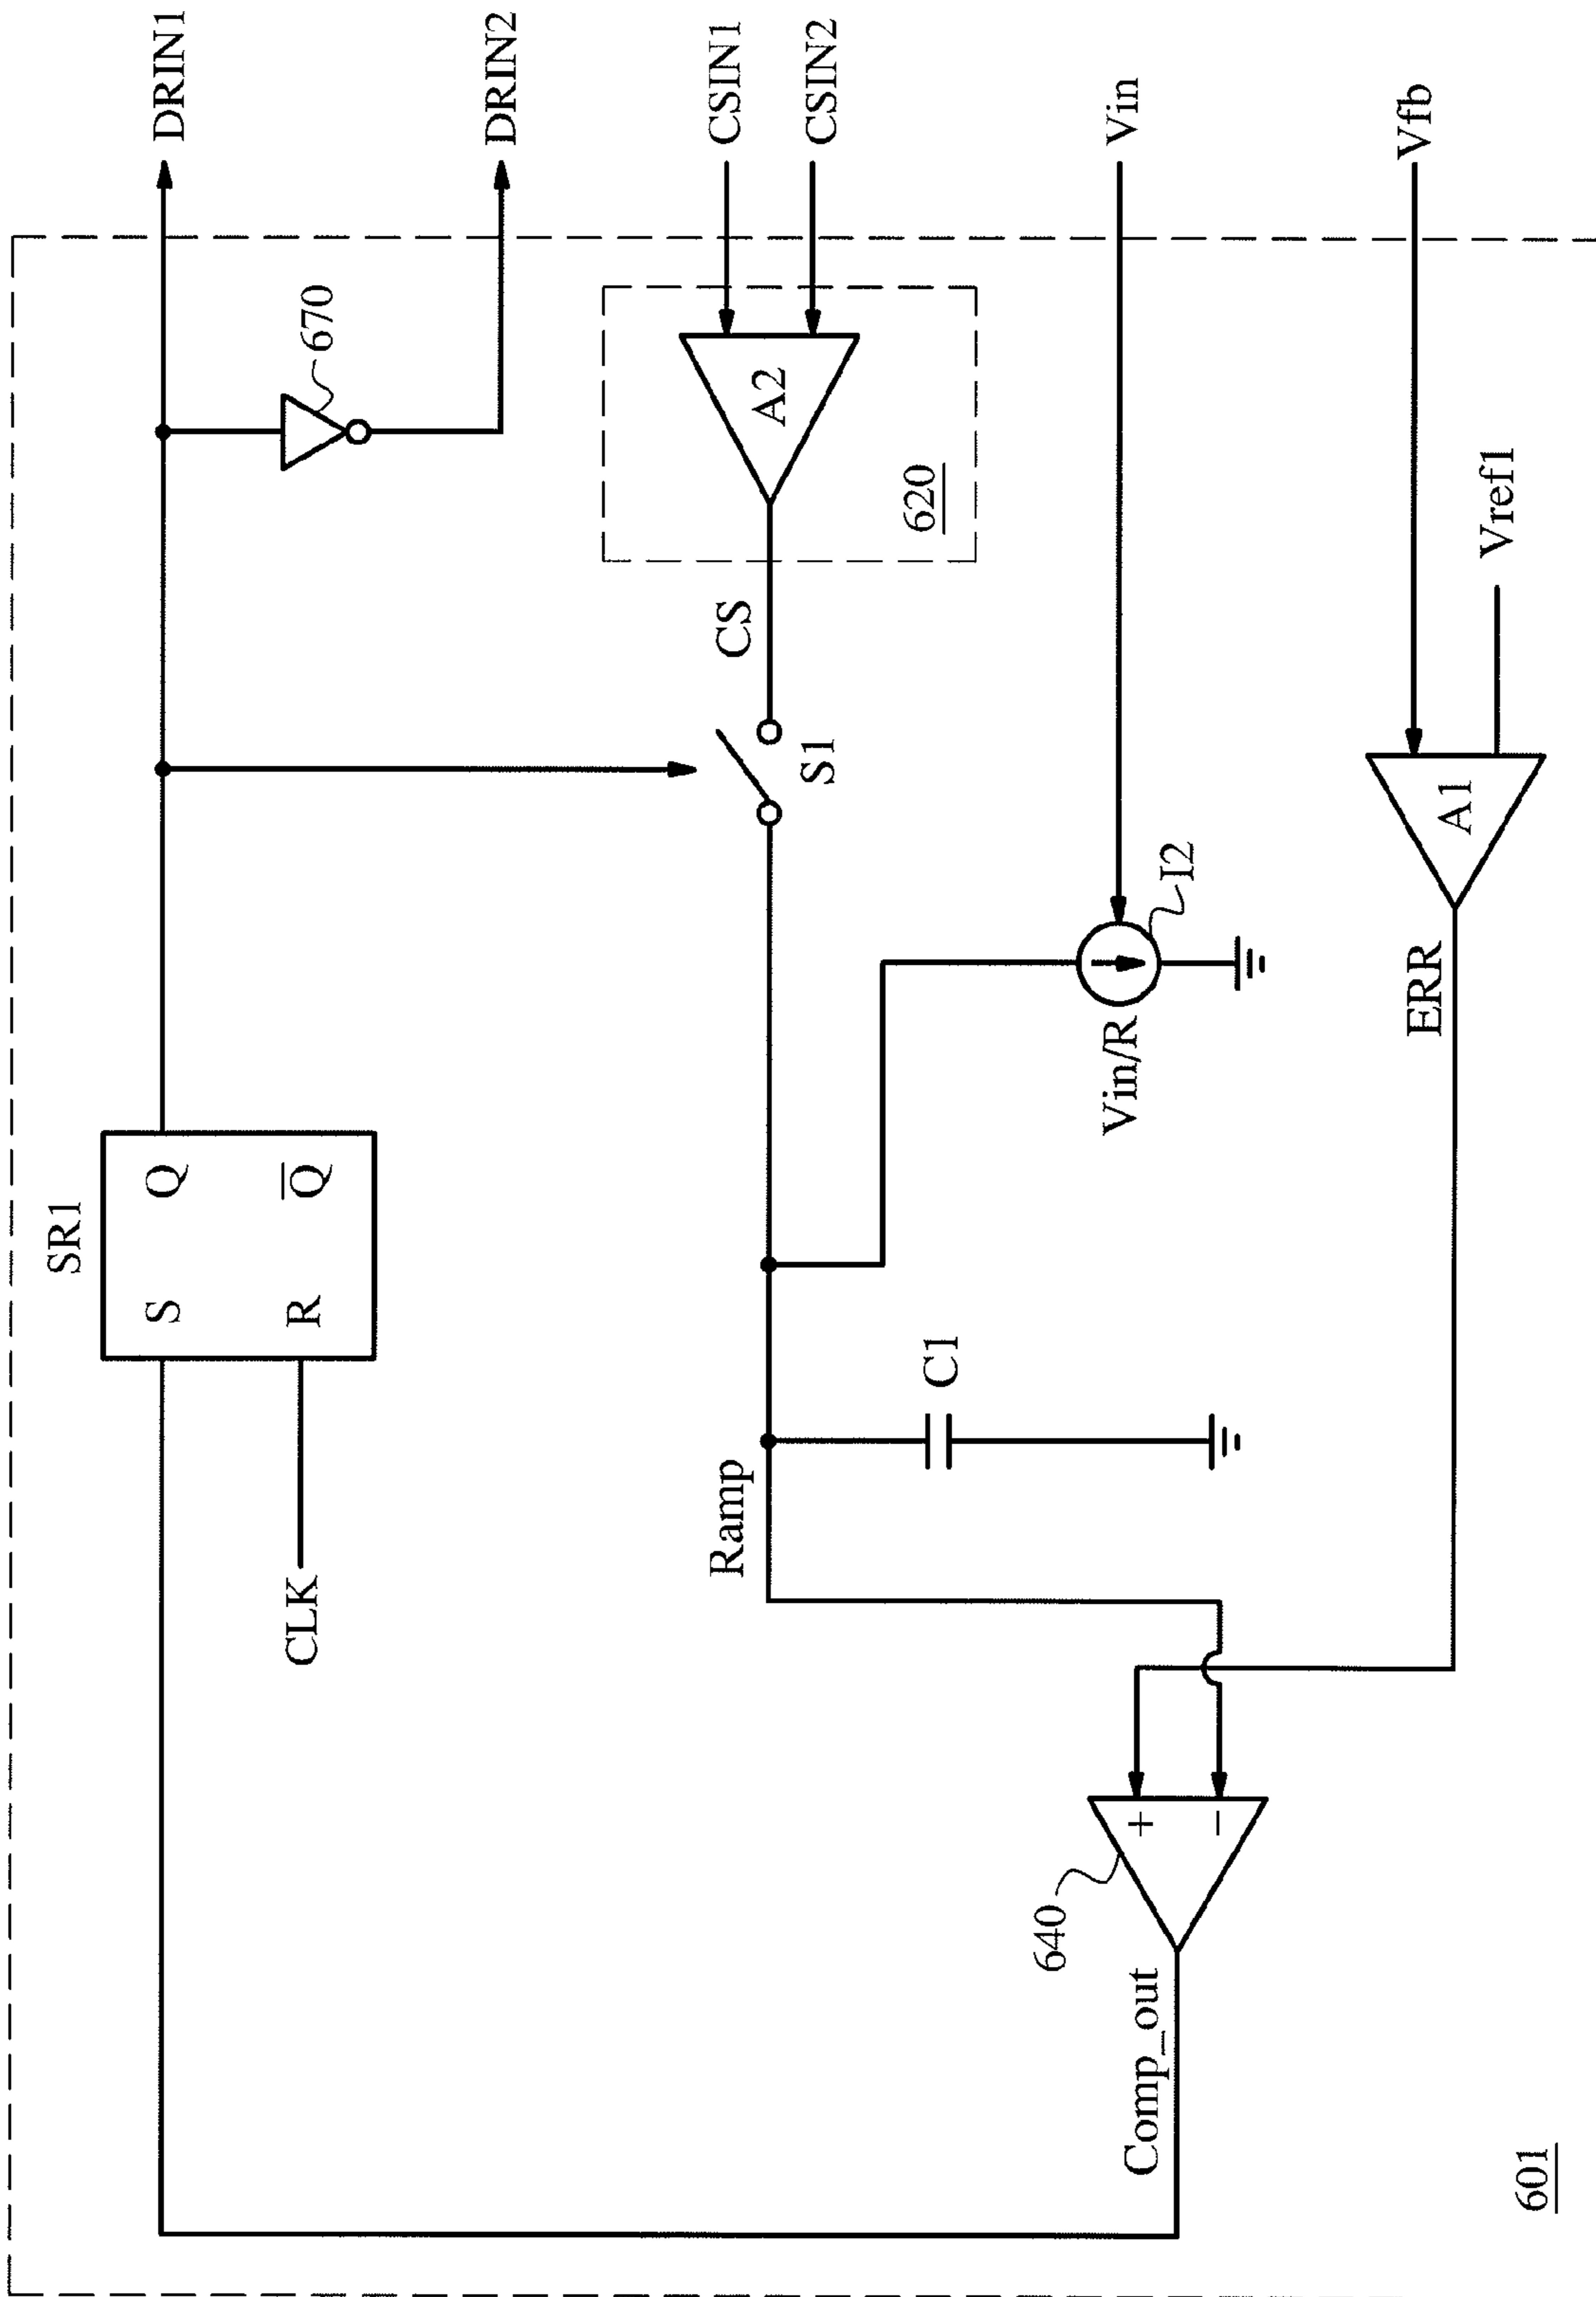 DRIN1
DRIN2
CSIN1
CSIN2
Vin
Vfb
670
A2
620
CS
S1
Vref1
A1
I2
Vin/R
ERR
SR1
S
Q
R
Q̅
CLK
C1
Ramp
+
−
640
Comp_out
601